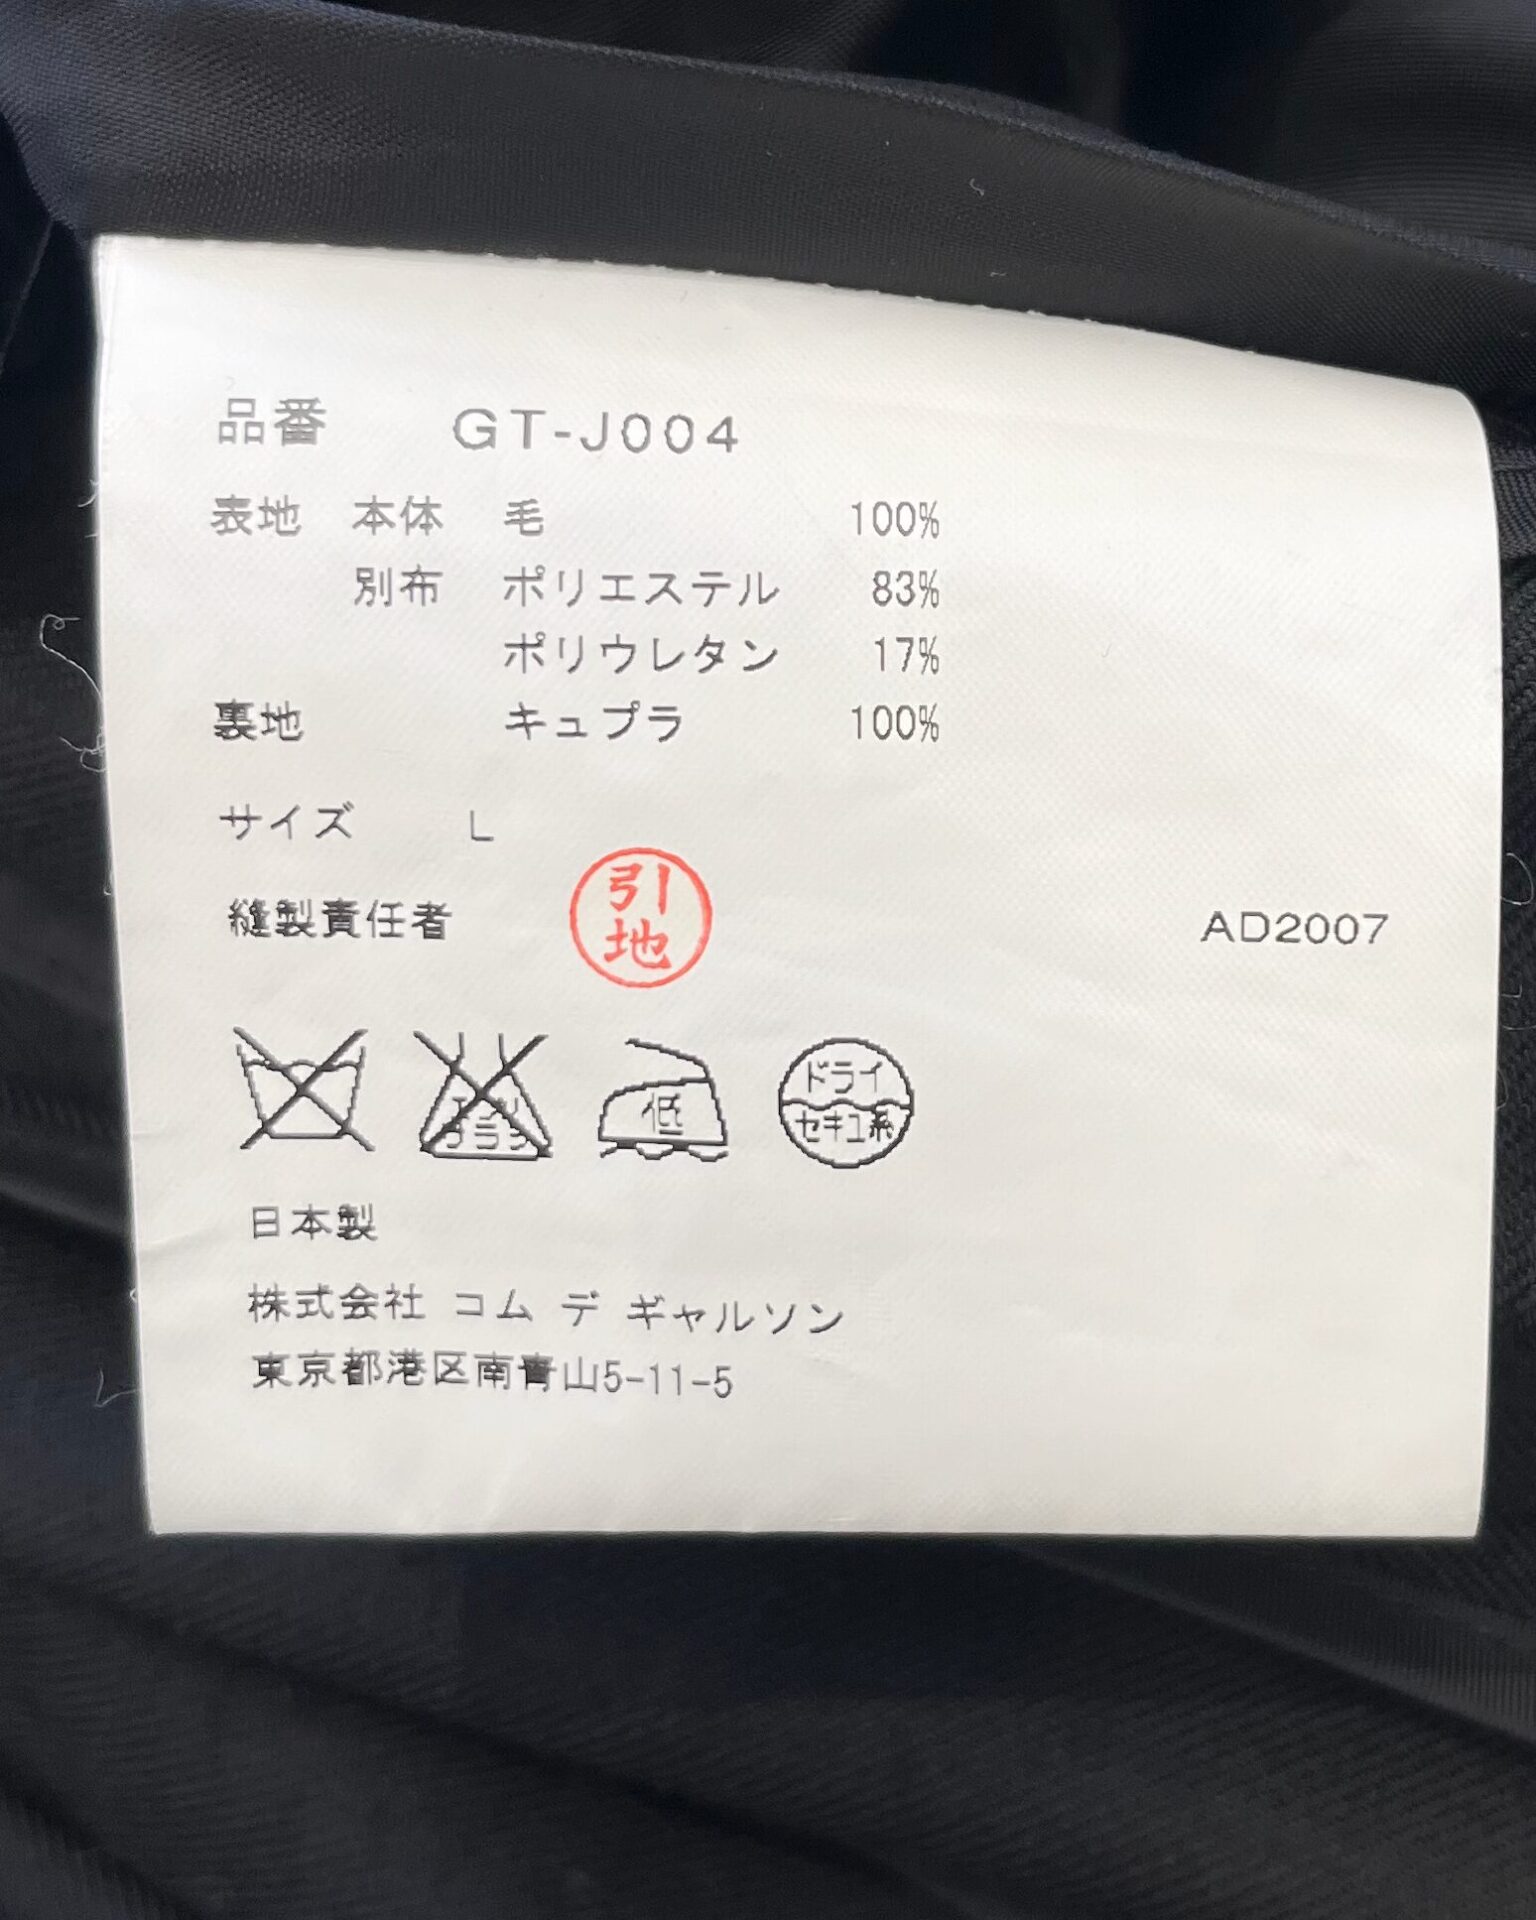 品番 GT-J004
表地 本体 毛 100%
別布 ポリエステル 83%
ポリウレタン 17%
裏地 キュプラ 100%
サイズ L
縫製責任者 引地 AD2007
低 ドライ セキユ系
日本製
株式会社 コム デ ギャルソン
東京都港区南青山5-11-5